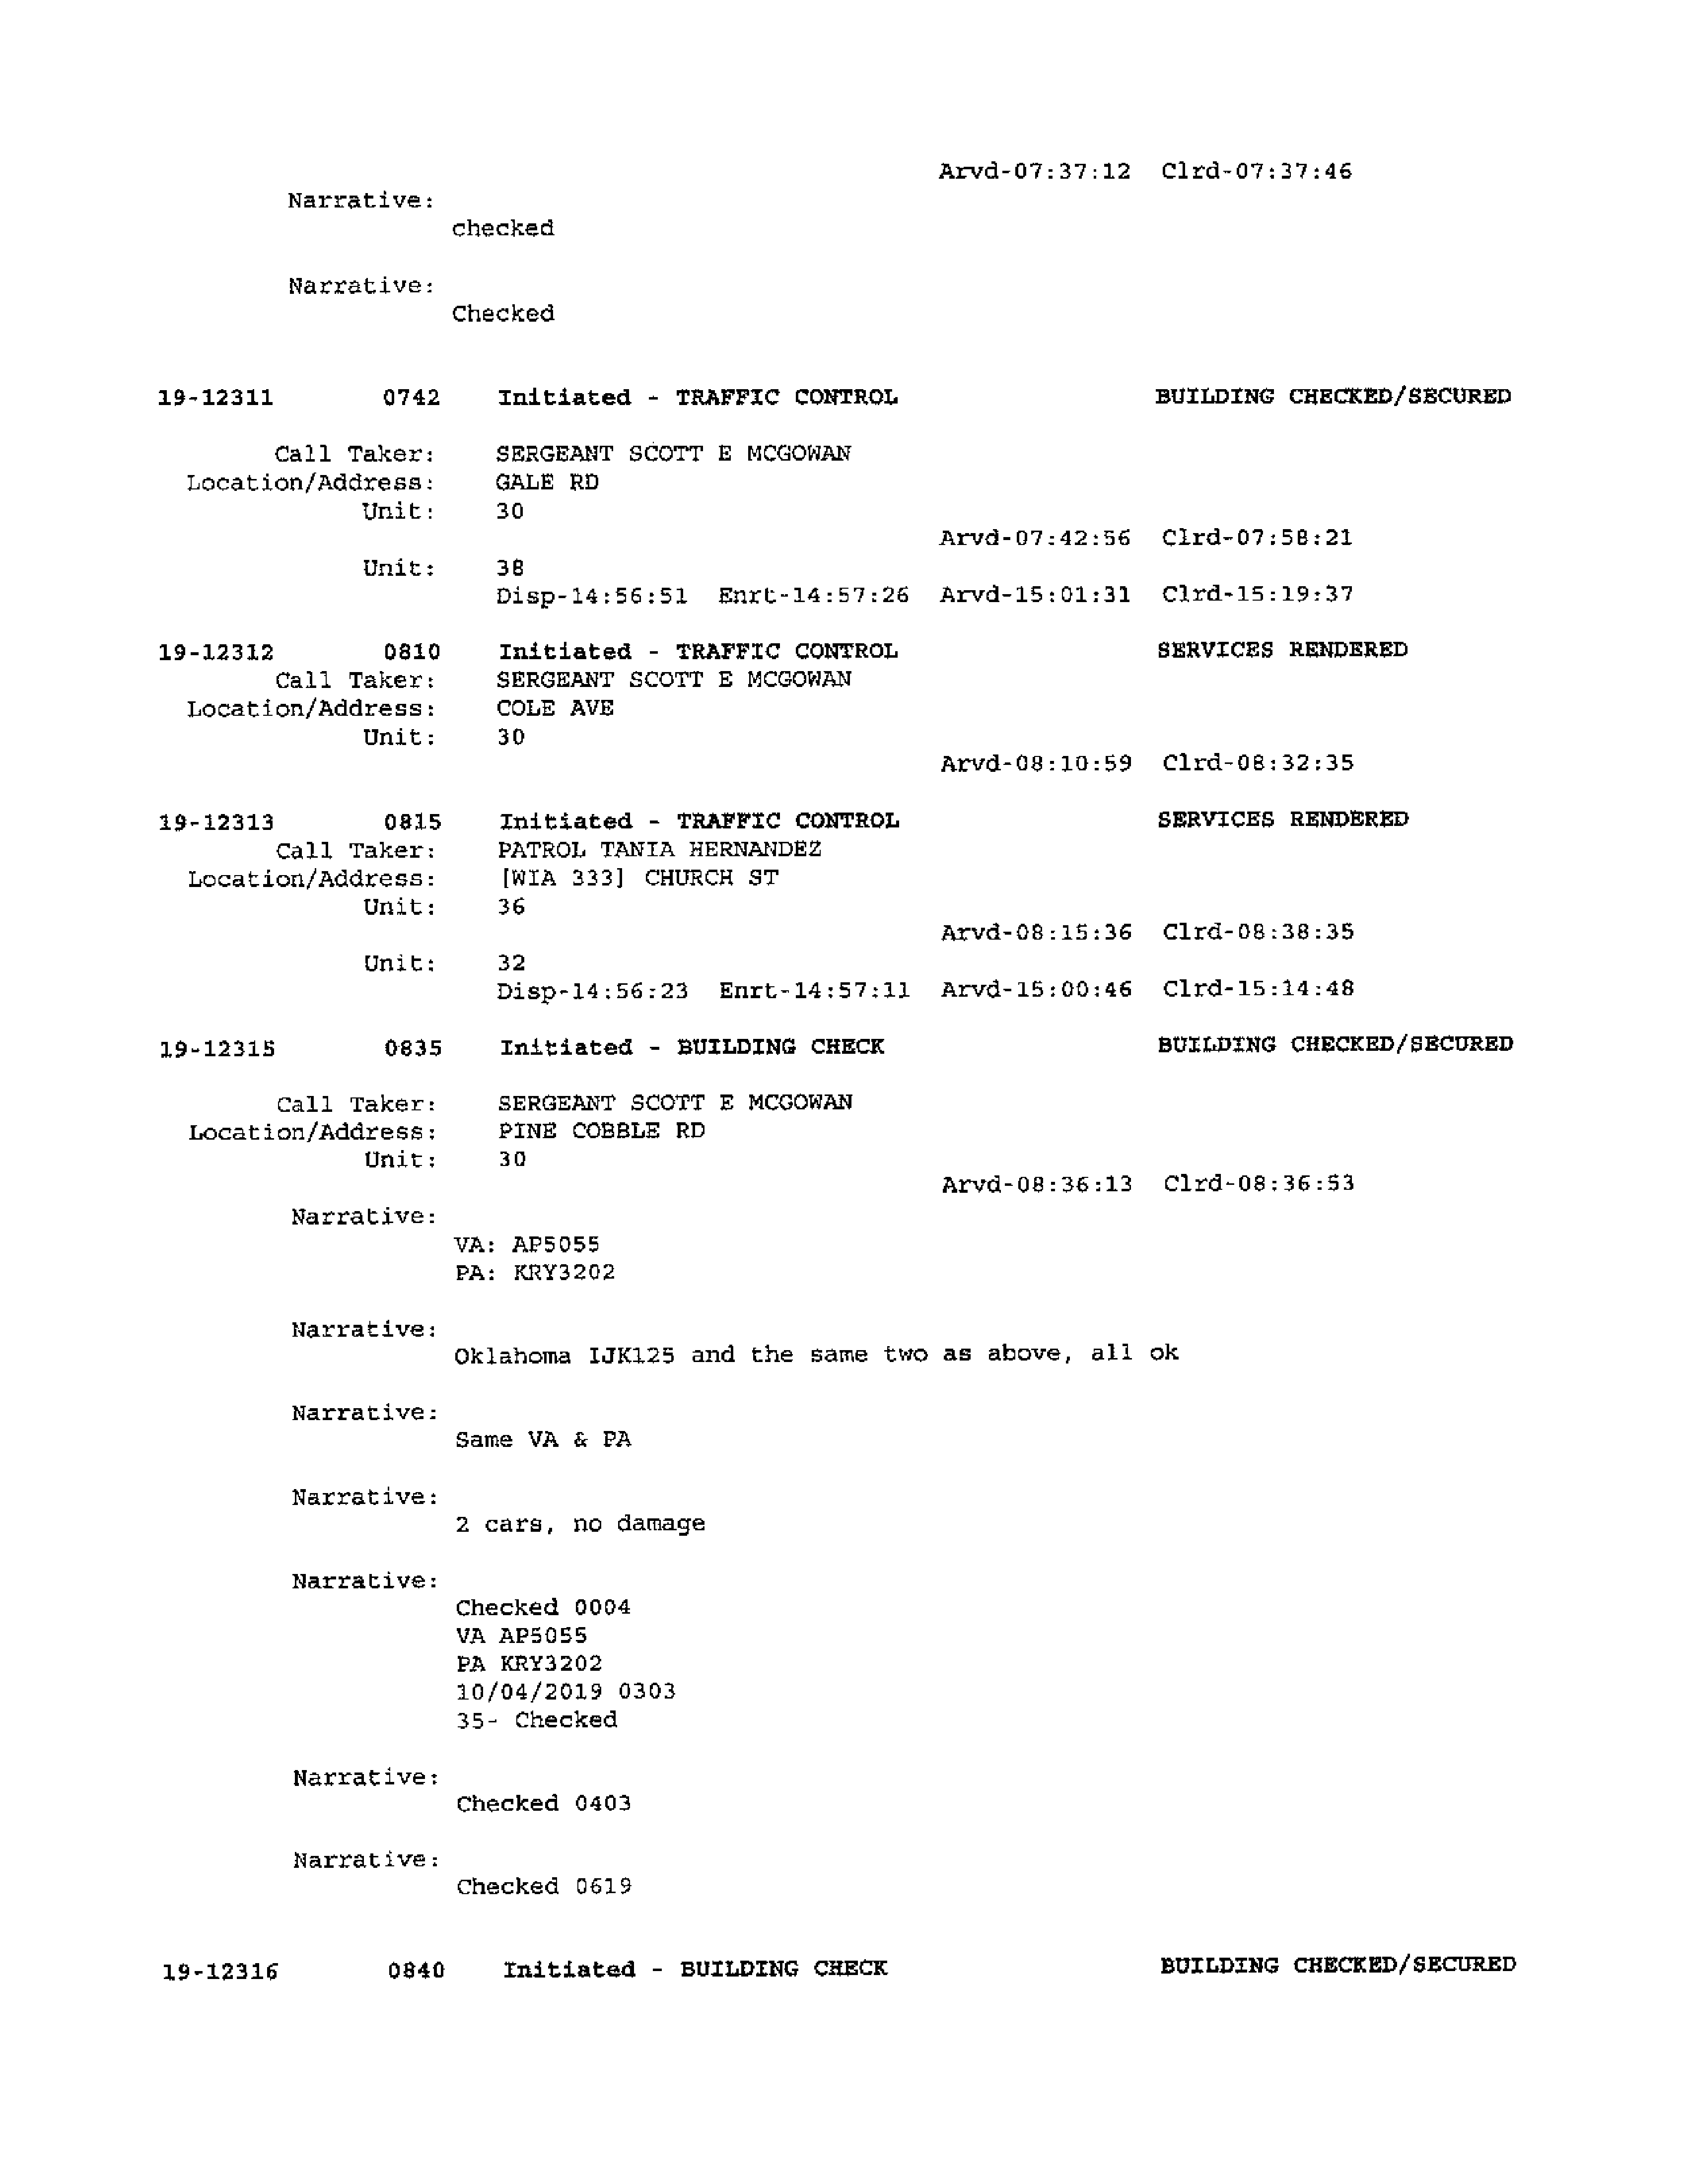 Arvd-07:37:12 Clrd-07:37:46
Narrative:
checked
Narrative:
Checked
19-12311 0742 Initiated - TRAFFIC CONTROL BUILDING CHECKED/SECURED
Call Taker: SERGEANT SCOTT E MCGOWAN
Location/Address: GALE RD
Unit: 30
Arvd-07:42:56 Clrd-07:58:21
Unit: 38
Disp-14:56:51 Enrt-14:57:26 Arvd-15:01:31 Clrd-15:19:37
19-12312 0810 Initiated - TRAFFIC CONTROL SERVICES RENDERED
Call Taker: SERGEANT SCOTT E MCGOWAN
Location/Address: COLE AVE
Unit: 30
Arvd-08:10:59 Clrd-08:32:35
19-12313 0815 Initiated - TRAFFIC CONTROL SERVICES RENDERED
Call Taker: PATROL TANIA HERNANDEZ
Location/Address: [WIA 333] CHURCH ST
Unit: 36
Arvd-08:15:36 Clrd-08:38:35
Unit: 32
Disp-14:56:23 Enrt-14:57:11 Arvd-15:00:46 Clrd-15:14:48
19-12315 0835 Initiated - BUILDING CHECK BUILDING CHECKED/SECURED
Call Taker: SERGEANT SCOTT E MCGOWAN
Location/Address: PINE COBBLE RD
Unit: 30
Arvd-08:36:13 Clrd-08:36:53
Narrative:
VA: AP5055
PA: KRY3202
Narrative:
Oklahoma IJK125 and the same two as above, all ok
Narrative:
Same VA & PA
Narrative:
2 cars, no damage
Narrative:
Checked 0004
VA AP5055
PA KRY3202
10/04/2019 0303
35- Checked
Narrative:
Checked 0403
Narrative:
Checked 0619
19-12316 0840 Initiated - BUILDING CHECK BUILDING CHECKED/SECURED